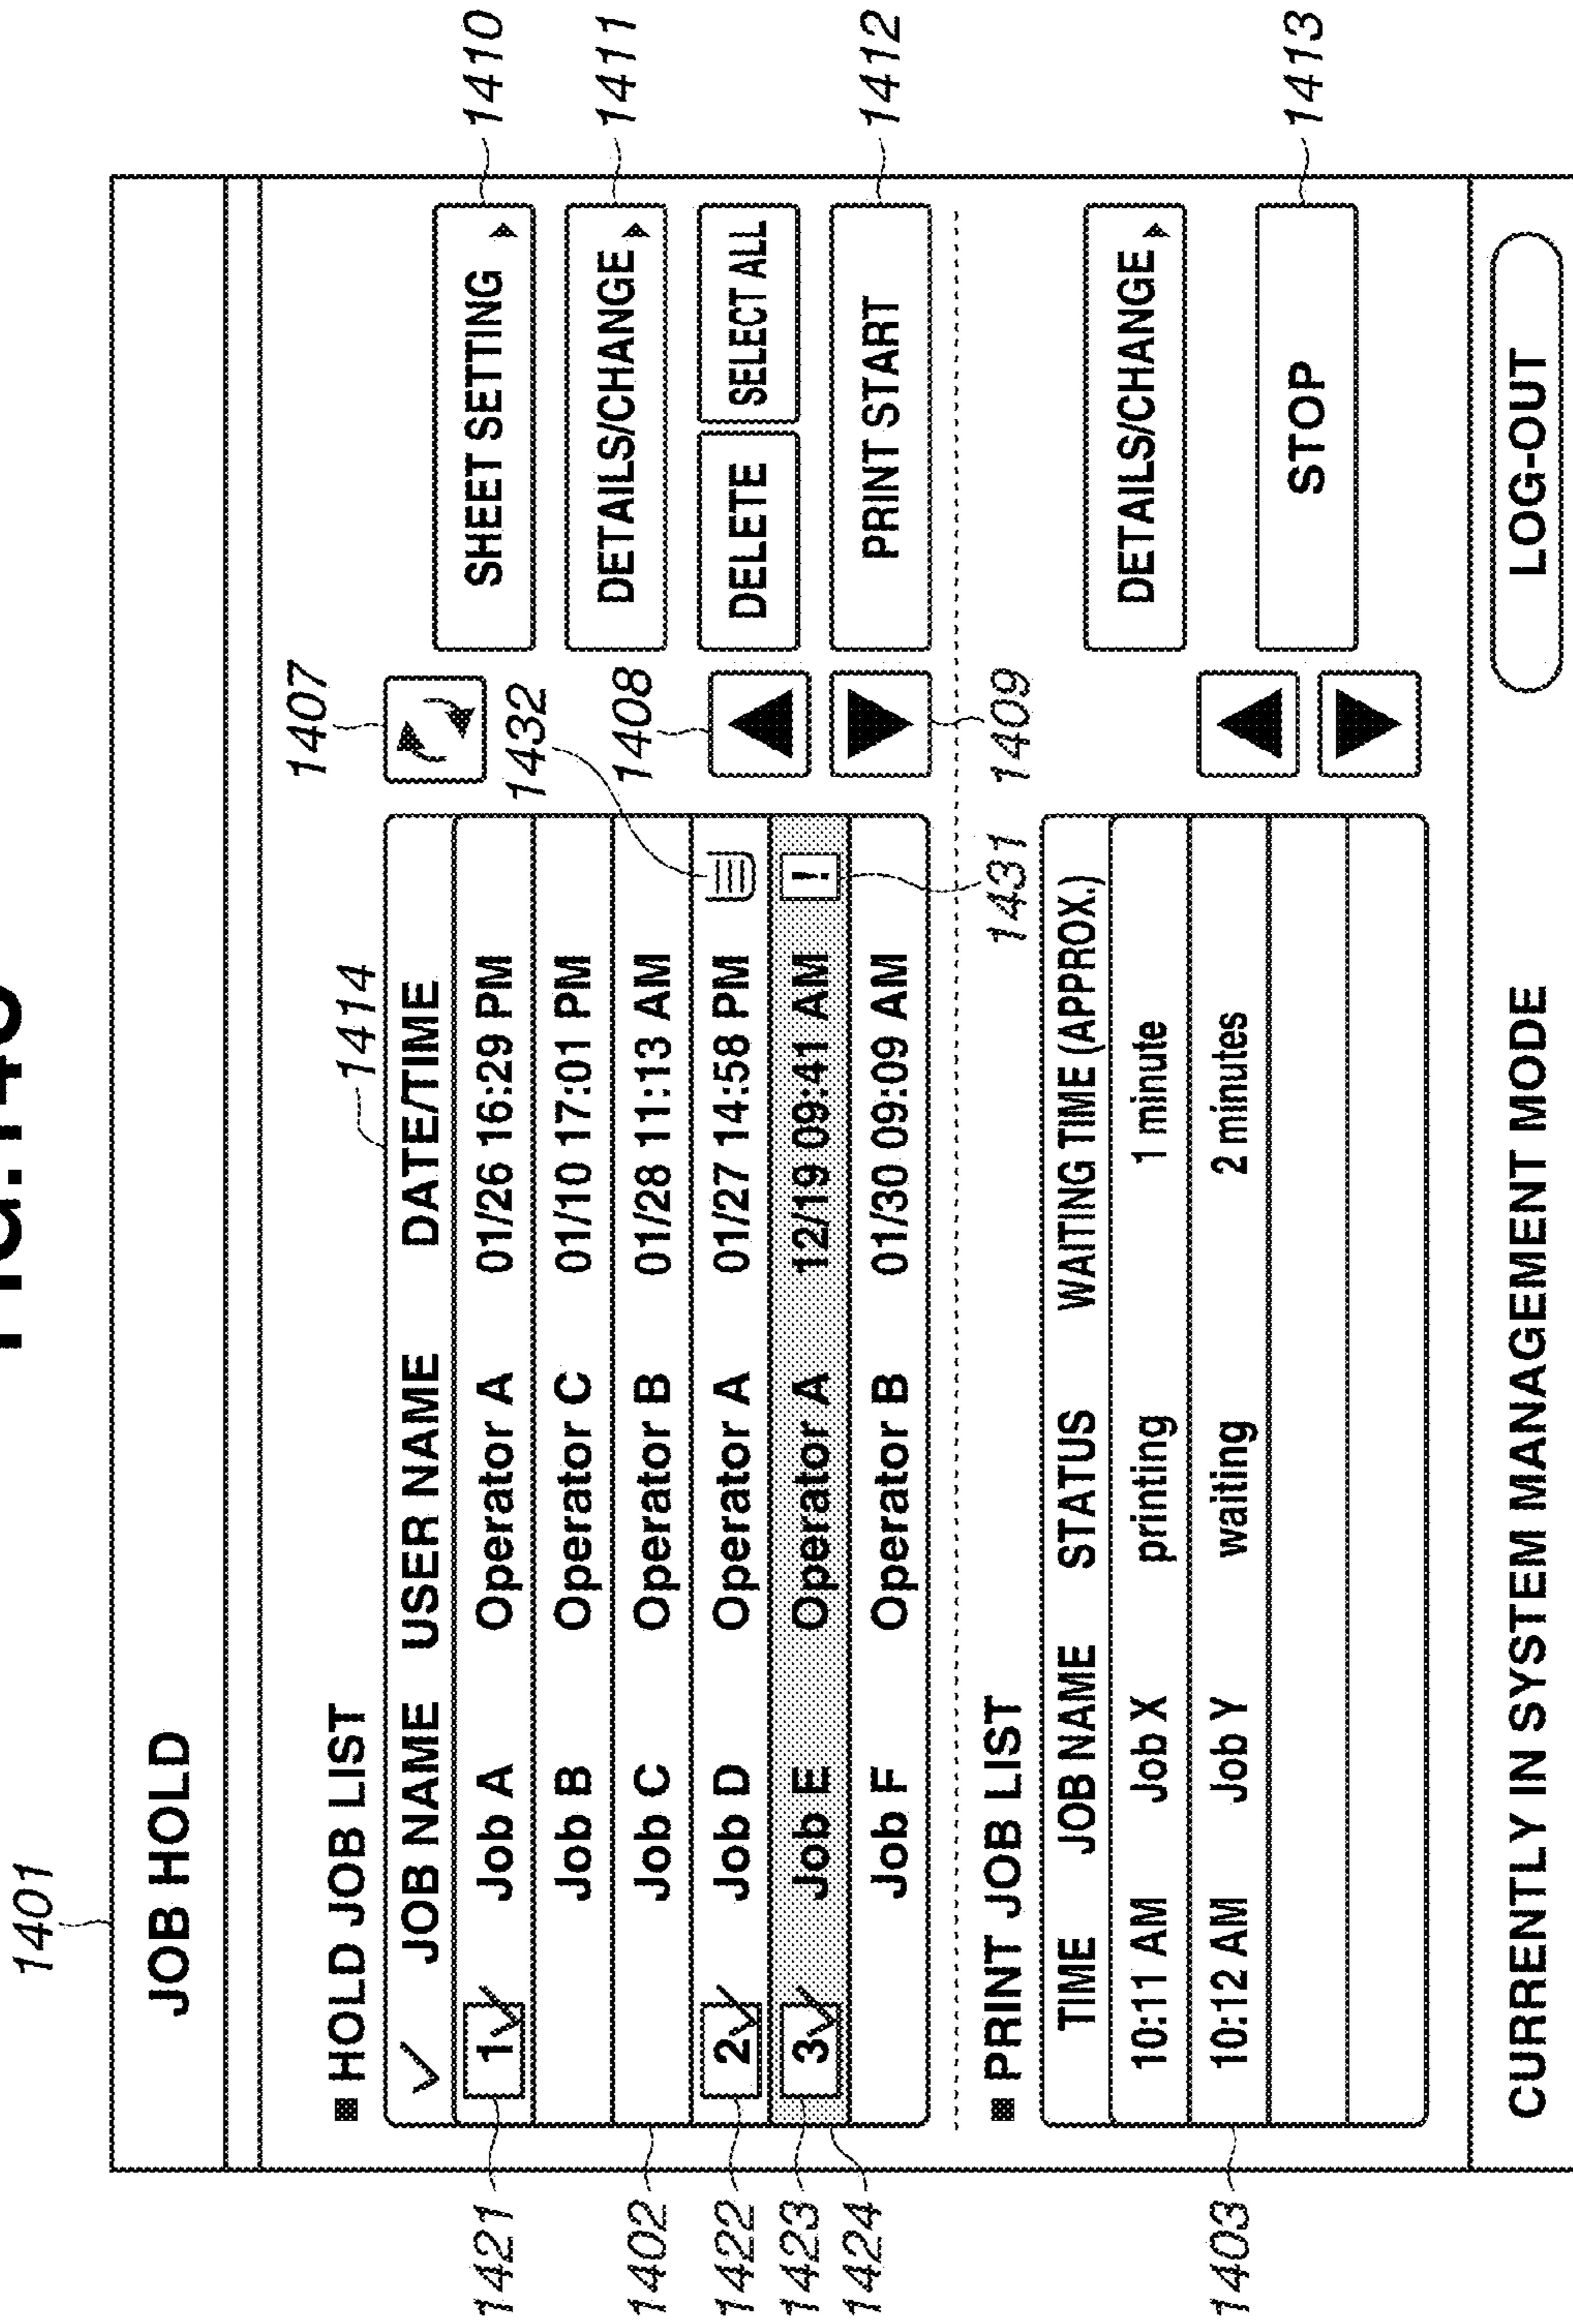 1401
JOB HOLD
■ HOLD JOB LIST
1414
1407
✓ JOB NAME USER NAME DATE/TIME
1421 1✓ Job A Operator A 01/26 16:29 PM
SHEET SETTING 1410
Job B Operator C 01/10 17:01 PM
1432
DETAILS/CHANGE 1411
1402 Job C Operator B 01/28 11:13 AM
1408
1422 2✓ Job D Operator A 01/27 14:58 PM
DELETE SELECT ALL
1423 3✓ Job E Operator A 12/19 09:41 AM !
1424
Job F Operator B 01/30 09:09 AM
PRINT START 1412
1431 1409
■ PRINT JOB LIST
TIME JOB NAME STATUS WAITING TIME (APPROX.)
10:11 AM Job X printing 1 minute
DETAILS/CHANGE
1403 10:12 AM Job Y waiting 2 minutes
STOP 1413
CURRENTLY IN SYSTEM MANAGEMENT MODE LOG-OUT